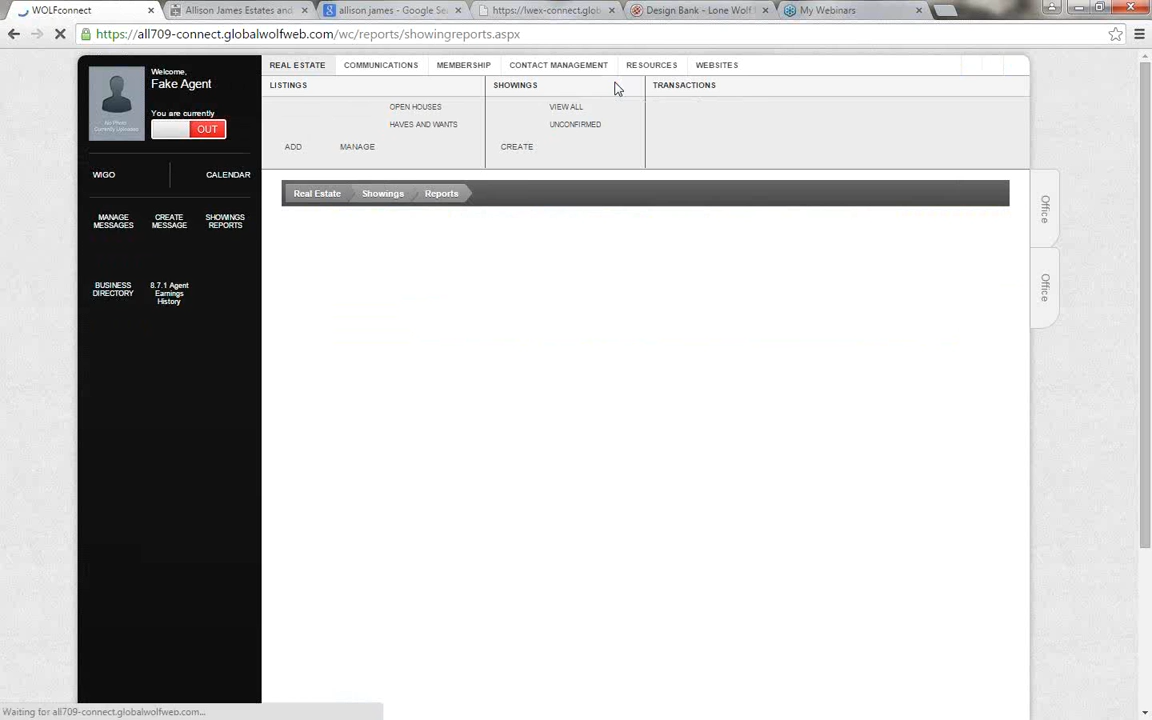 WOLFconnect
Allison James Estates and
allison james - Google Se
https://lwex-connect.glob
Design Bank - Lone Wolf
My Webinars
https://all709-connect.globalwolfweb.com/wc/reports/showingreports.aspx
Welcome,
Fake Agent
You are currently
OUT
No Photo
Currently Uploaded
WIGO
CALENDAR
MANAGE MESSAGES
CREATE MESSAGE
SHOWINGS REPORTS
BUSINESS DIRECTORY
8.7.1 Agent Earnings History
REAL ESTATE
COMMUNICATIONS
MEMBERSHIP
CONTACT MANAGEMENT
RESOURCES
WEBSITES
LISTINGS
SHOWINGS
TRANSACTIONS
OPEN HOUSES
VIEW ALL
HAVES AND WANTS
UNCONFIRMED
ADD
MANAGE
CREATE
Real Estate
Showings
Reports
Office
Office
Waiting for all709-connect.globalwolfweb.com...